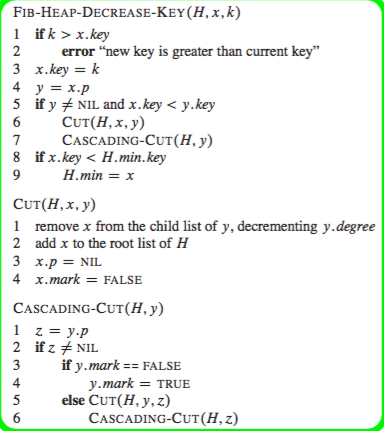 FIB-HEAP-DECREASE-KEY(H, x, k)
1 if k > x.key
2 error “new key is greater than current key”
3 x.key = k
4 y = x.p
5 if y ≠ NIL and x.key < y.key
6 CUT(H, x, y)
7 CASCADING-CUT(H, y)
8 if x.key < H.min.key
9 H.min = x
CUT(H, x, y)
1 remove x from the child list of y, decrementing y.degree
2 add x to the root list of H
3 x.p = NIL
4 x.mark = FALSE
CASCADING-CUT(H, y)
1 z = y.p
2 if z ≠ NIL
3 if y.mark == FALSE
4 y.mark = TRUE
5 else CUT(H, y, z)
6 CASCADING-CUT(H, z)